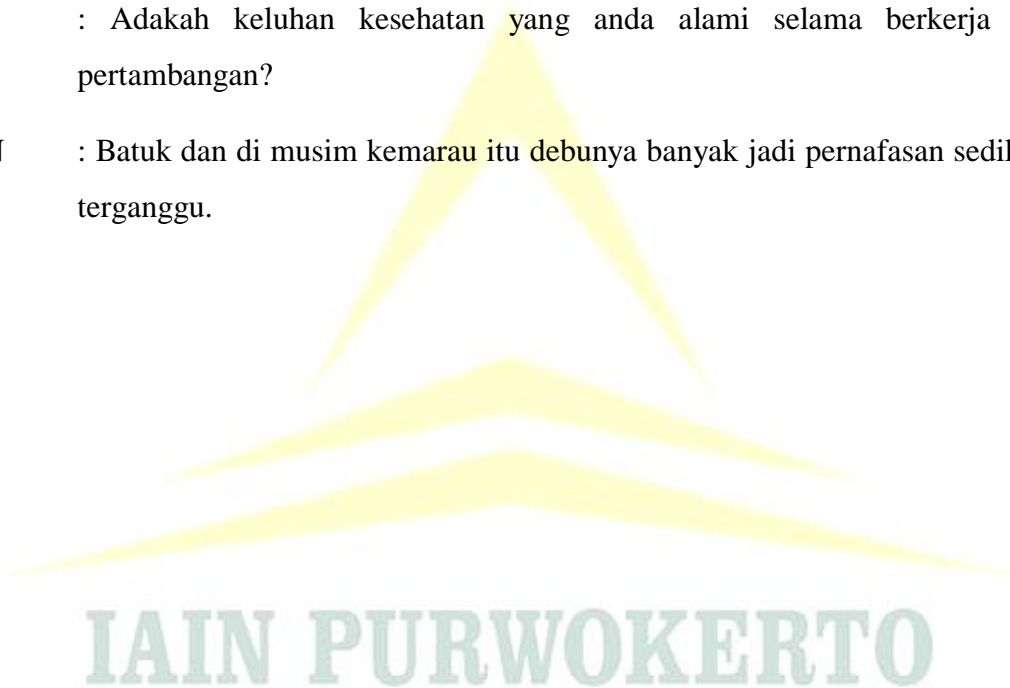 : Adakah keluhan kesehatan yang anda alami selama berkerja
pertambangan?
: Batuk dan di musim kemarau itu debunya banyak jadi pernafasan
terganggu.
IAIN PURWOKERTO